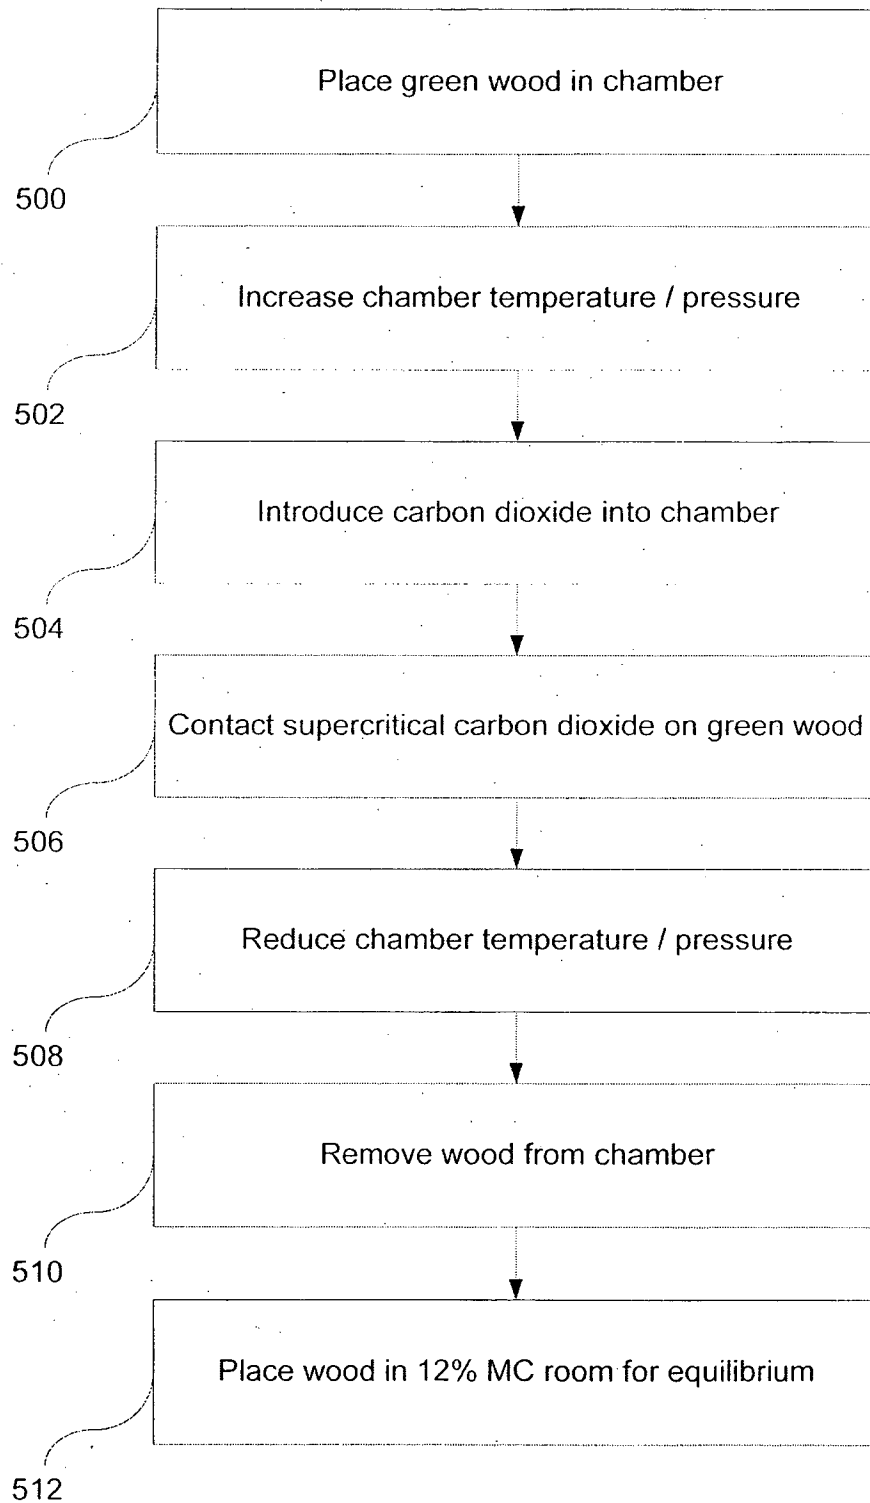 Place green wood in chamber
500
Increase chamber temperature / pressure
502
Introduce carbon dioxide into chamber
504
Contact supercritical carbon dioxide on green wood
506
Reduce chamber temperature / pressure
508
Remove wood from chamber
510
Place wood in 12% MC room for equilibrium
512